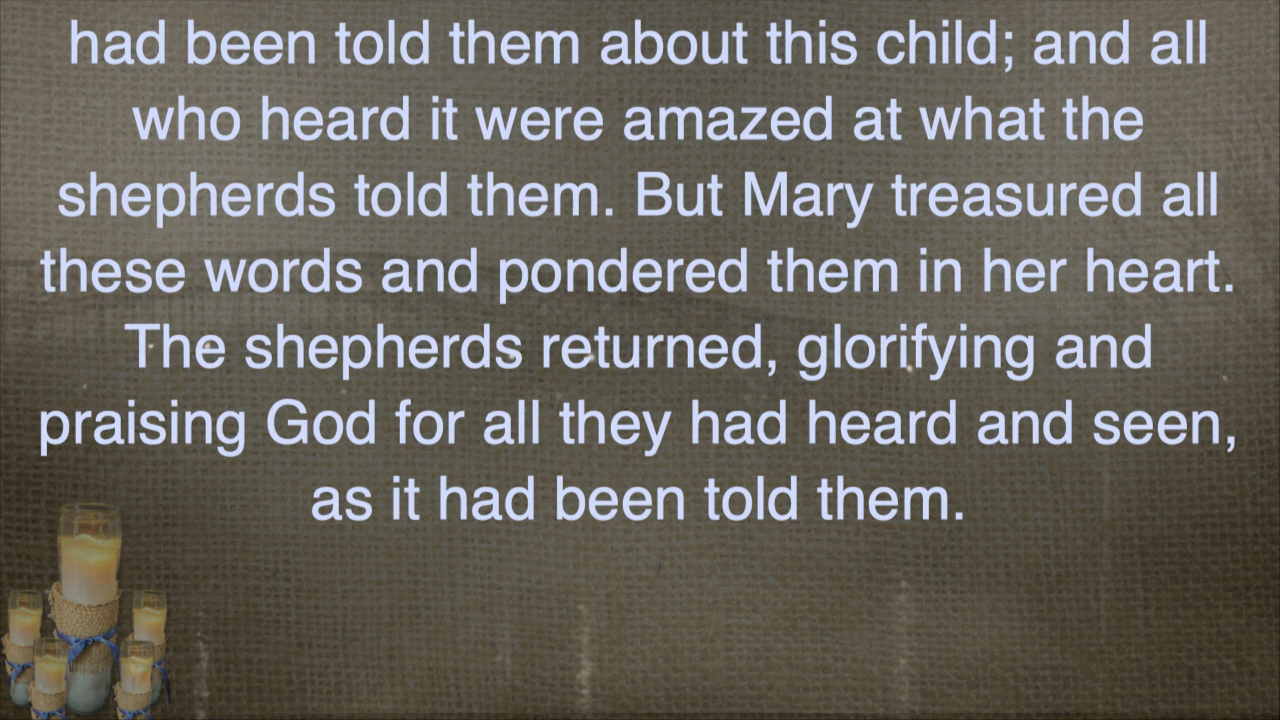 had been told them about this child; and all
who heard it were amazed at what the
shepherds told them. But Mary treasured all
these words and pondered them in her heart.
The shepherds returned, glorifying and
praising God for all they had heard and seen,
as it had been told them.